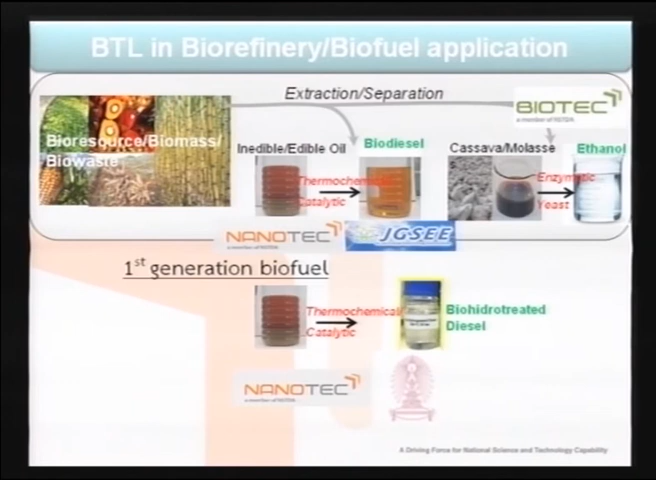 BTL in Biorefinery/Biofuel application
Extraction/Separation
BIOTEC
a member of NSTDA
Bioresource/Biomass/
Biowaste
Inedible/Edible Oil
Biodiesel
Cassava/Molasse
Ethanol
Thermochemical/
Catalytic
Enzymatic
Yeast
NANOTEC
a member of NSTDA
JGSEE
1st generation biofuel
Thermochemical/
Catalytic
Biohidrotreated
Diesel
NANOTEC
a member of NSTDA
A Driving Force for National Science and Technology Capability